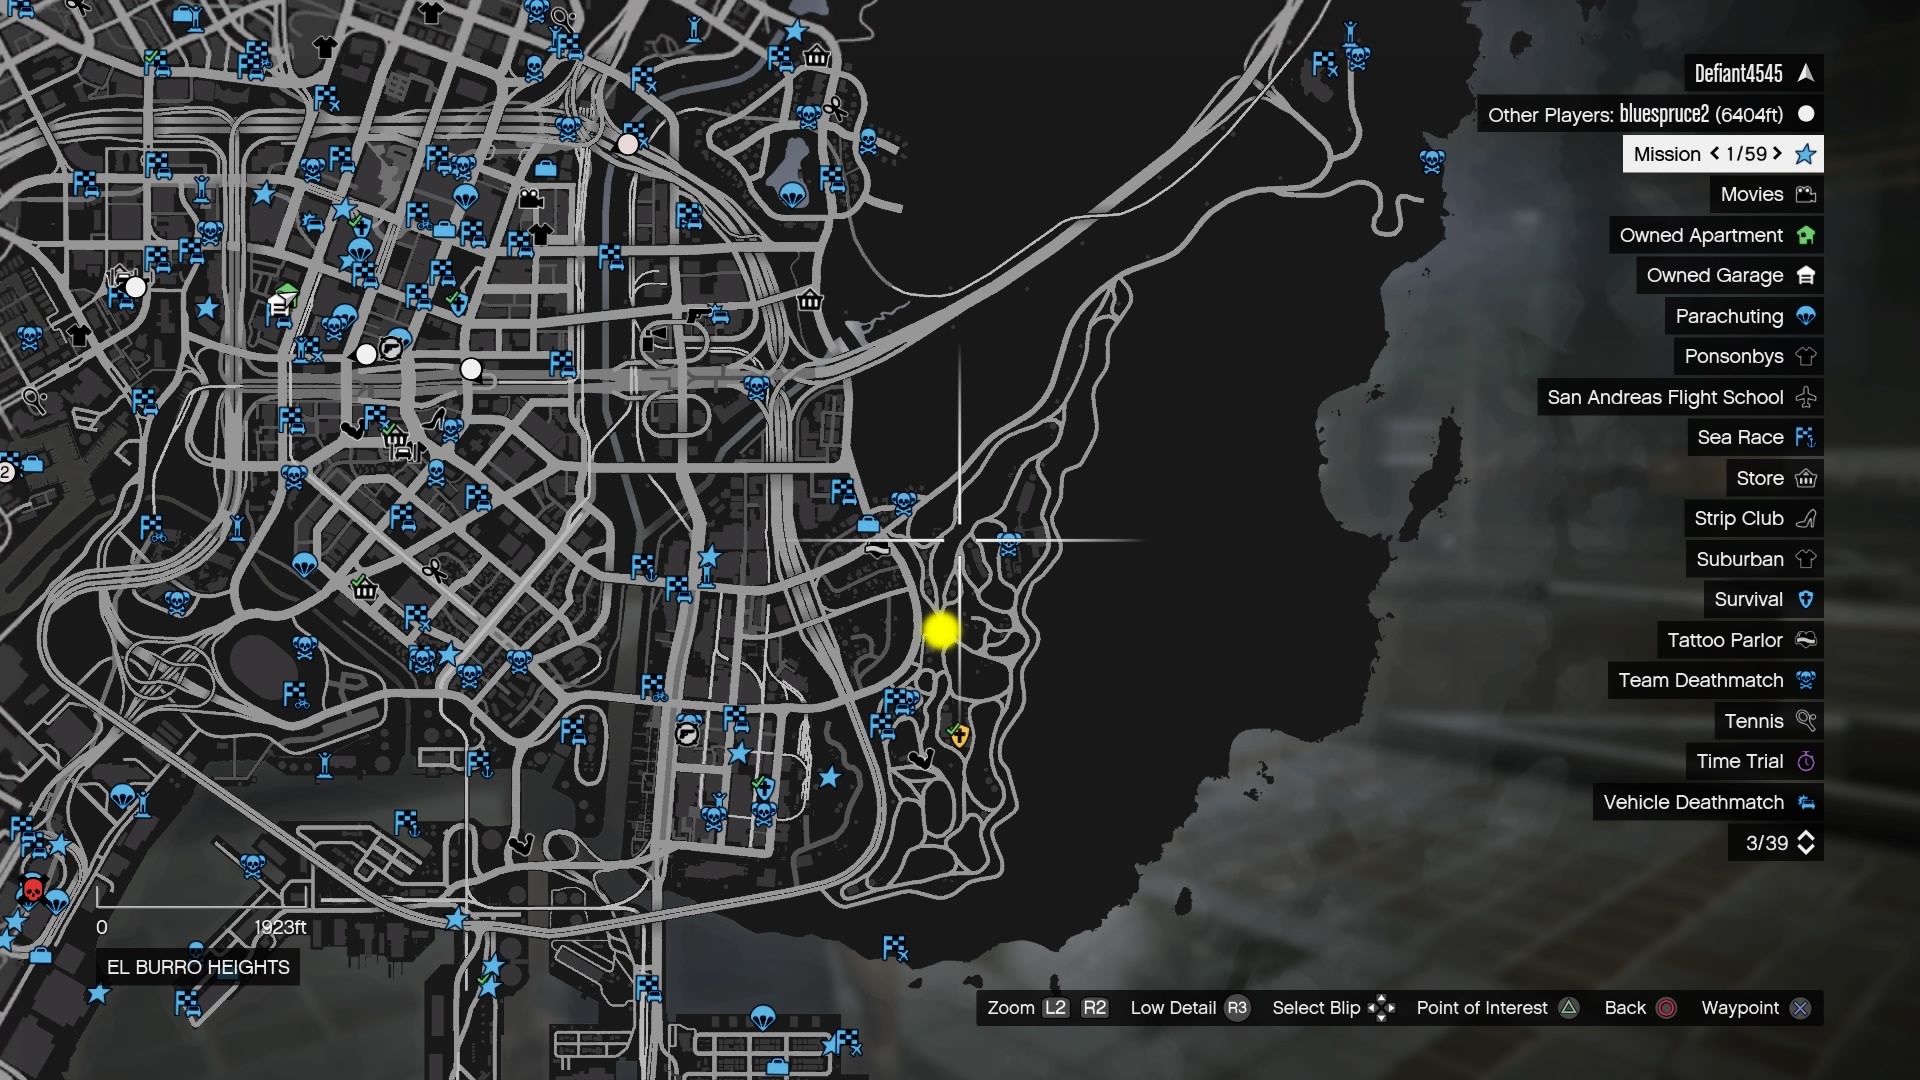 Defiant4545
Other Players: bluespruce2 (6404ft)
Mission < 1/59 >
Movies
Owned Apartment
Owned Garage
Parachuting
Ponsonbys
San Andreas Flight School
Sea Race
Store
Strip Club
Suburban
Survival
Tattoo Parlor
Team Deathmatch
Tennis
Time Trial
Vehicle Deathmatch
3/39
2
0 1923ft
EL BURRO HEIGHTS
Zoom L2 R2 Low Detail R3 Select Blip Point of Interest Back Waypoint